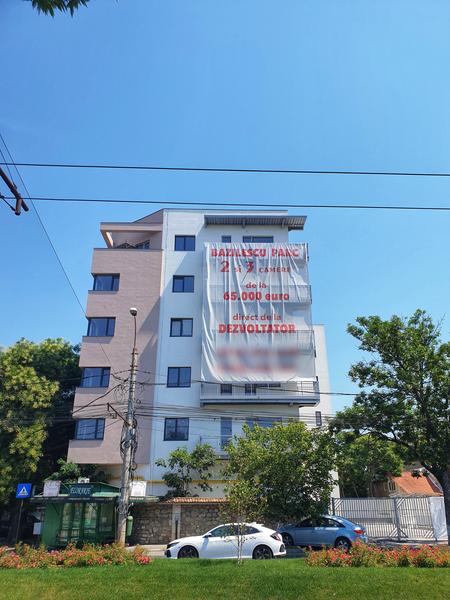 BAZILESCU PARC
2 si 3 CAMERE
de la
65.000 euro
direct de la
DEZVOLTATOR